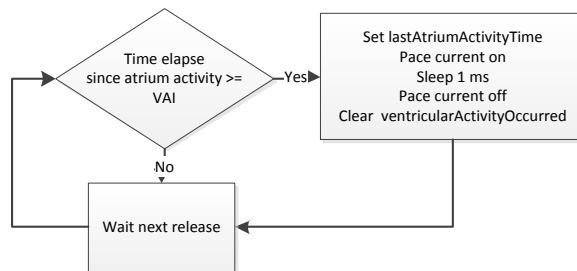 Time elapse
since atrium activity >=
VAI
Yes
Set lastAtriumActivityTime
Pace current on
Sleep 1 ms
Pace current off
Clear ventricularActivityOccurred
No
Wait next release